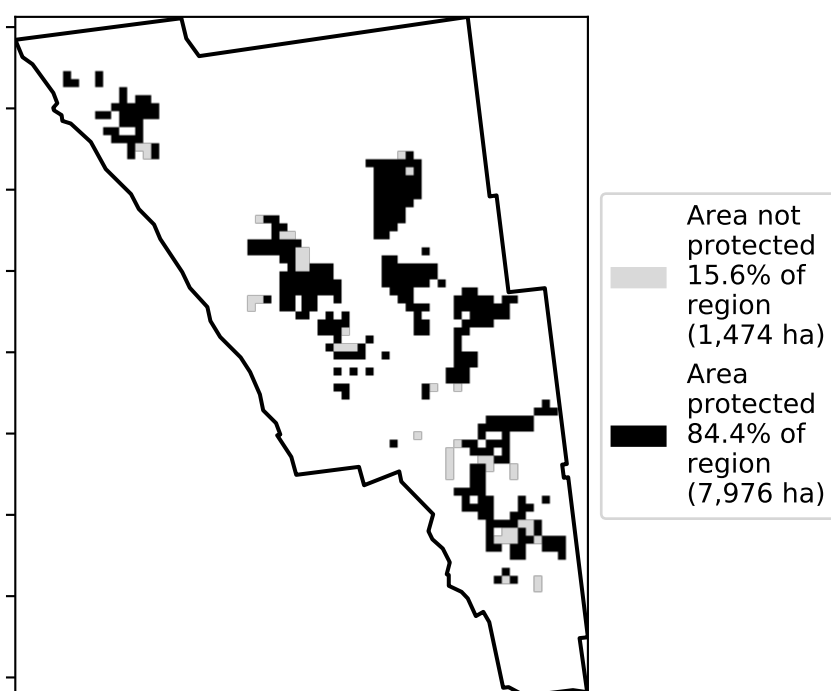 Area not
protected
15.6% of
region
(1,474 ha)
Area
protected
84.4% of
region
(7,976 ha)